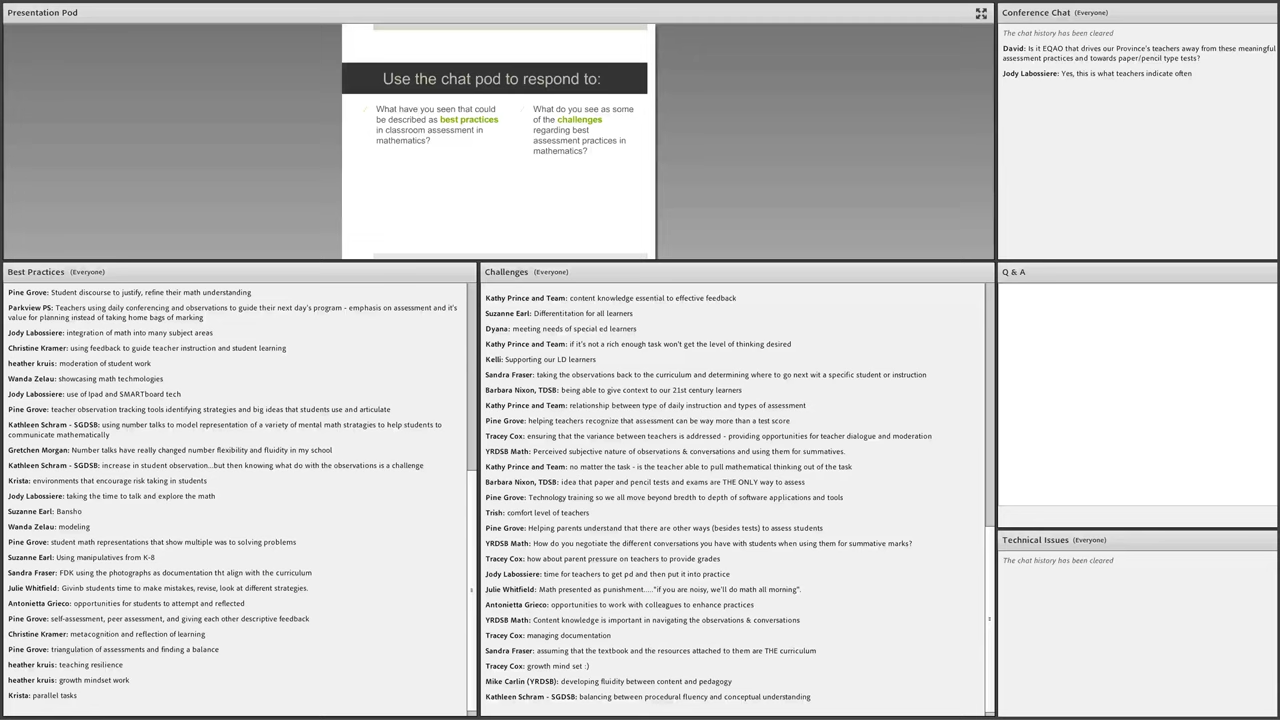 Presentation Pod
Use the chat pod to respond to:
What have you seen that could
be described as best practices
in classroom assessment in
mathematics?
What do you see as some
of the challenges
regarding best
assessment practices in
mathematics?
Conference Chat (Everyone)
The chat history has been cleared
David: Is it EQAO that drives our Province's teachers away from these meaningful
assessment practices and towards paper/pencil type tests?
Jody Labossiere: Yes, this is what teachers indicate often
Best Practices (Everyone)
Pine Grove: Student discourse to justify, refine their math understanding
Parkview PS: Teachers using daily conferencing and observations to guide their next day's program - emphasis on assessment and it's
value for planning instead of taking home bags of marking
Jody Labossiere: integration of math into many subject areas
Christine Kramer: using feedback to guide teacher instruction and student learning
heather kruis: moderation of student work
Wanda Zelau: showcasing math technologies
Jody Labossiere: use of Ipad and SMARTboard tech
Pine Grove: teacher observation tracking tools identifying strategies and big ideas that students use and articulate
Kathleen Schram - SGDSB: using number talks to model representation of a variety of mental math stratagies to help students to
communicate mathematically
Gretchen Morgan: Number talks have really changed number flexibility and fluidity in my school
Kathleen Schram - SGDSB: increase in student observation...but then knowing what do with the observations is a challenge
Krista: environments that encourage risk taking in students
Jody Labossiere: taking the time to talk and explore the math
Suzanne Earl: Bansho
Wanda Zelau: modeling
Pine Grove: student math representations that show multiple was to solving problems
Suzanne Earl: Using manipulatives from K-8
Sandra Fraser: FDK using the photographs as documentation tht align with the curriculum
Julie Whitfield: Givinb students time to make mistakes, revise, look at different strategies.
Antonietta Grieco: opportunities for students to attempt and reflected
Pine Grove: self-assessment, peer assessment, and giving each other descriptive feedback
Christine Kramer: metacognition and reflection of learning
Pine Grove: triangulation of assessments and finding a balance
heather kruis: teaching resilience
heather kruis: growth mindset work
Krista: parallel tasks
Challenges (Everyone)
Kathy Prince and Team: content knowledge essential to effective feedback
Suzanne Earl: Differentitation for all learners
Dyana: meeting needs of special ed learners
Kathy Prince and Team: if it's not a rich enough task won't get the level of thinking desired
Kelli: Supporting our LD learners
Sandra Fraser: taking the observations back to the curriculum and determining where to go next wit a specific student or instruction
Barbara Nixon, TDSB: being able to give context to our 21st century learners
Kathy Prince and Team: relationship between type of daily instruction and types of assessment
Pine Grove: helping teachers recognize that assessment can be way more than a test score
Tracey Cox: ensuring that the variance between teachers is addressed - providing opportunities for teacher dialogue and moderation
YRDSB Math: Perceived subjective nature of observations & conversations and using them for summatives.
Kathy Prince and Team: no matter the task - is the teacher able to pull mathematical thinking out of the task
Barbara Nixon, TDSB: idea that paper and pencil tests and exams are THE ONLY way to assess
Pine Grove: Technology training so we all move beyond bredth to depth of software applications and tools
Trish: comfort level of teachers
Pine Grove: Helping parents understand that there are other ways (besides tests) to assess students
YRDSB Math: How do you negotiate the different conversations you have with students when using them for summative marks?
Tracey Cox: how about parent pressure on teachers to provide grades
Jody Labossiere: time for teachers to get pd and then put it into practice
Julie Whitfield: Math presented as punishment....."if you are noisy, we'll do math all morning".
Antonietta Grieco: opportunities to work with colleagues to enhance practices
YRDSB Math: Content knowledge is important in navigating the observations & conversations
Tracey Cox: managing documentation
Sandra Fraser: assuming that the textbook and the resources attached to them are THE curriculum
Tracey Cox: growth mind set :)
Mike Carlin (YRDSB): developing fluidity between content and pedagogy
Kathleen Schram - SGDSB: balancing between procedural fluency and conceptual understanding
Q & A
Technical Issues (Everyone)
The chat history has been cleared